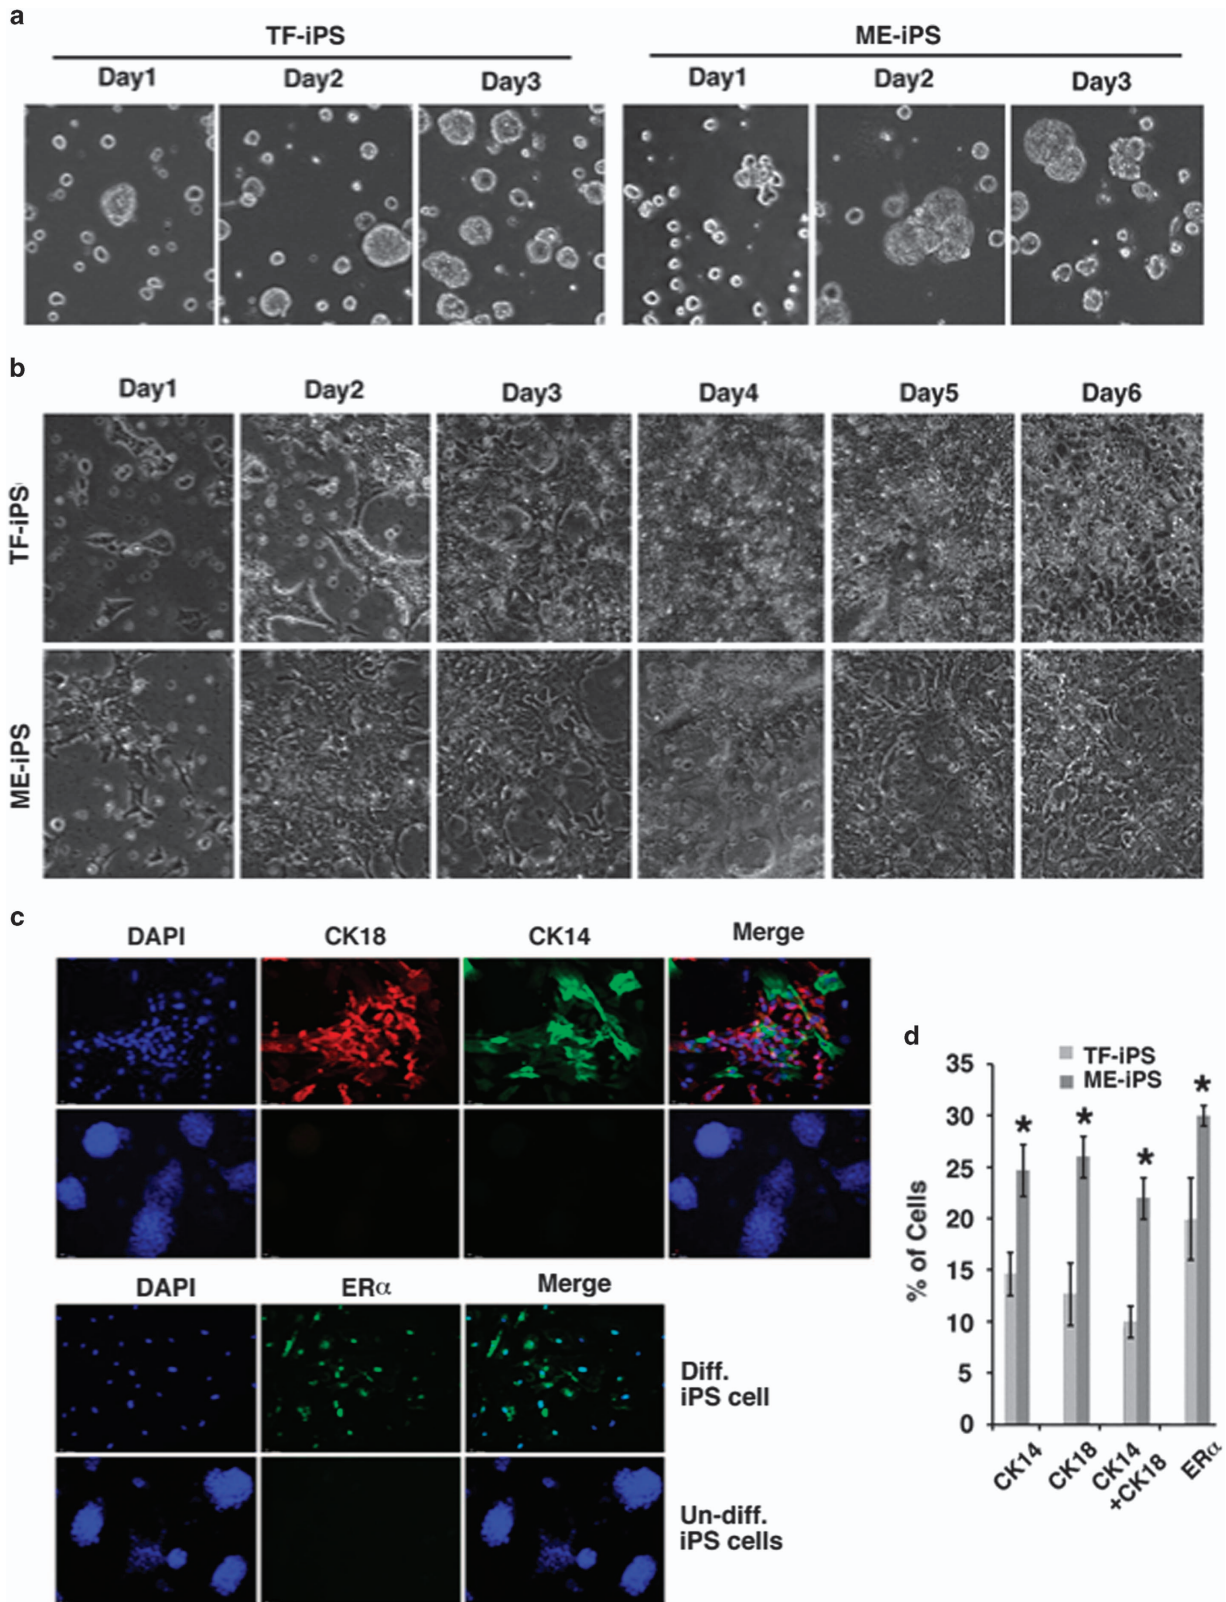 a
TF-iPS
ME-iPS
Day1
Day2
Day3
Day1
Day2
Day3
b
Day1
Day2
Day3
Day4
Day5
Day6
TF-iPS
ME-iPS
c
DAPI
CK18
CK14
Merge
DAPI
ERα
Merge
Diff.
iPS cell
Un-diff.
iPS cells
d
TF-iPS
ME-iPS
% of Cells
35
30
25
20
15
10
5
0
*
*
*
*
CK14
CK18
CK14
+CK18
ERα